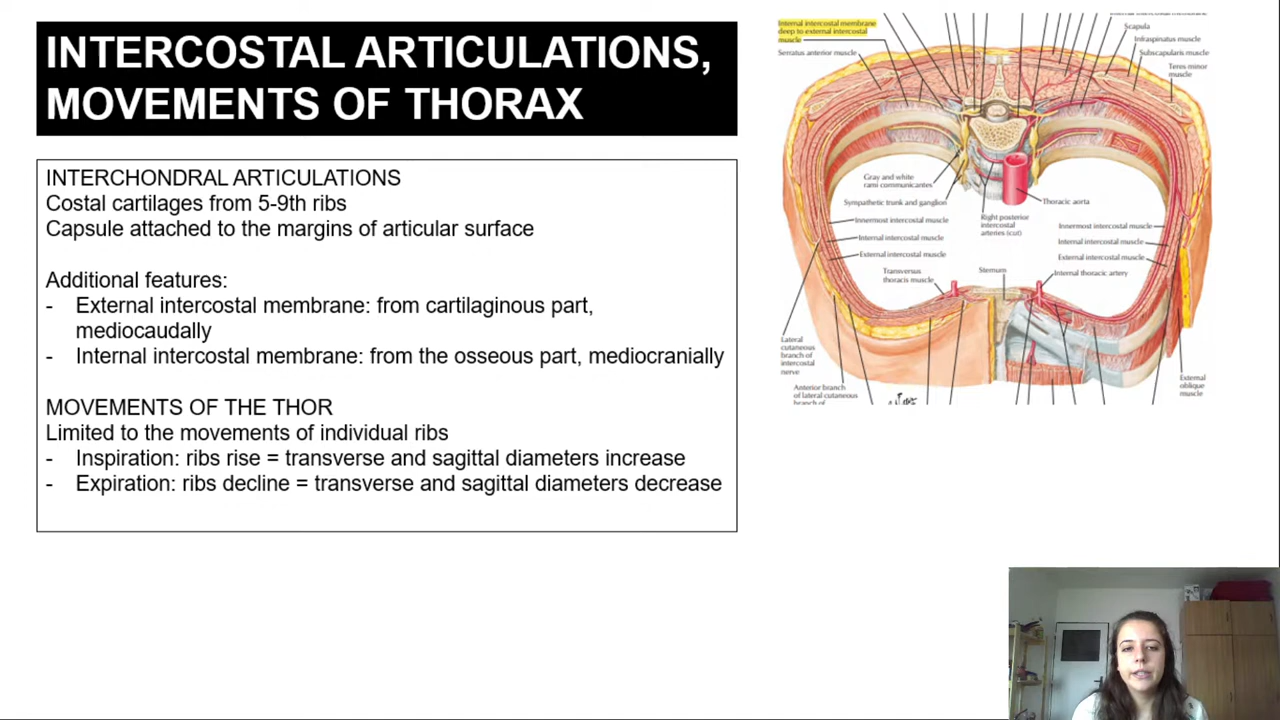 INTERCOSTAL ARTICULATIONS,
MOVEMENTS OF THORAX
INTERCHONDRAL ARTICULATIONS
Costal cartilages from 5-9th ribs
Capsule attached to the margins of articular surface
Additional features:
- External intercostal membrane: from cartilaginous part,
mediocaudally
- Internal intercostal membrane: from the osseous part, mediocranially
MOVEMENTS OF THE THOR
Limited to the movements of individual ribs
- Inspiration: ribs rise = transverse and sagittal diameters increase
- Expiration: ribs decline = transverse and sagittal diameters decrease
Internal intercostal membrane
deep to external intercostal
muscle
Serratus anterior muscle
Scapula
Infraspinatus muscle
Subscapularis muscle
Teres minor
muscle
Gray and white
rami communicantes
Sympathetic trunk and ganglion
Thoracic aorta
Right posterior
intercostal
arteries (cut)
Innermost intercostal muscle
Internal intercostal muscle
External intercostal muscle
Innermost intercostal muscle
Internal intercostal muscle
External intercostal muscle
Transversus
thoracis muscle
Sternum
Internal thoracic artery
Lateral
cutaneous
branch of
intercostal
nerve
Anterior branch
of lateral cutaneous
branch of
External
oblique
muscle